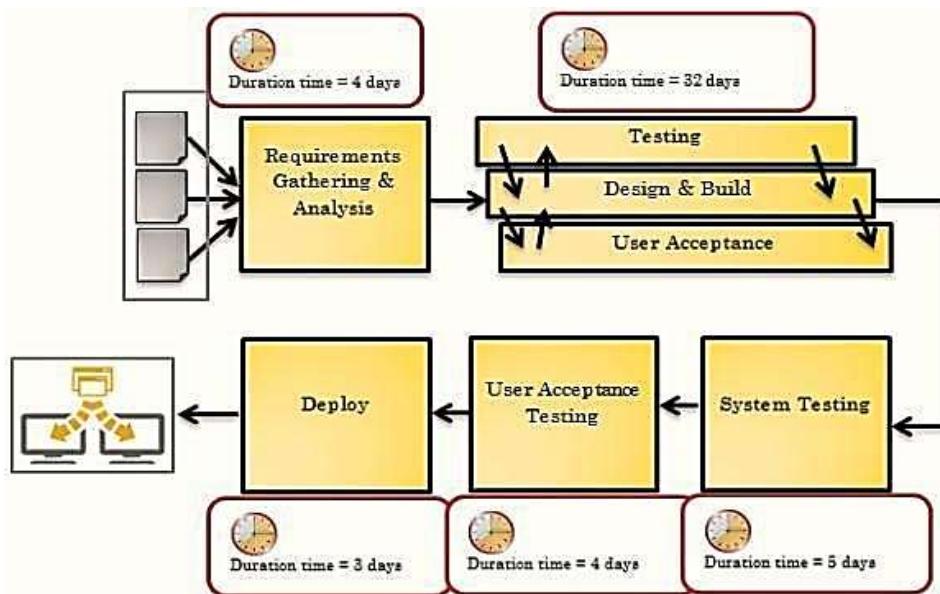 Duration time = 4 days
Duration time = 32 days
Requirements
Gathering &
Analysis
Testing
Design & Build
User Acceptance
Deploy
User Acceptance
Testing
System Testing
Duration time = 3 days
Duration time = 4 days
Duration time = 5 days